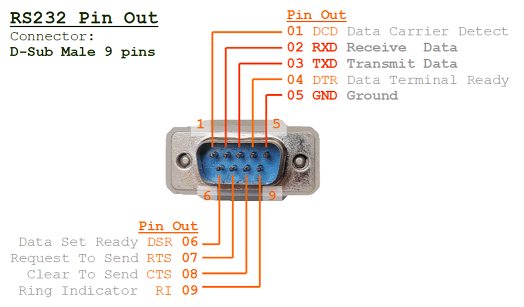 RS232 Pin Out
Connector:
D-Sub Male 9 pins
Pin Out
01 DCD Data Carrier Detect
02 RXD Receive Data
03 TXD Transmit Data
04 DTR Data Terminal Ready
05 GND Ground
1 5
6 9
Pin Out
Data Set Ready DSR 06
Request To Send RTS 07
Clear To Send CTS 08
Ring Indicator RI 09